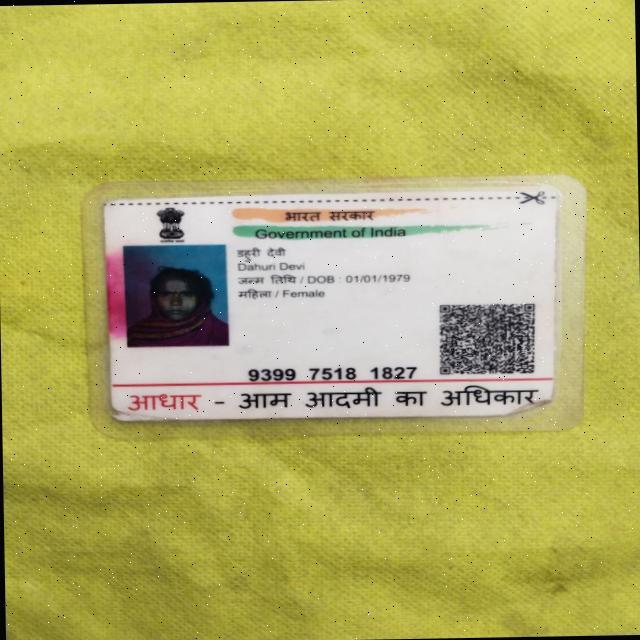 भारत सरकार
Government of India
डहुरी देवी
Dahuri Devi
जन्म तिथि / DOB : 01/01/1979
महिला / Female
9399 7518 1827
आधार - आम आदमी का अधिकार